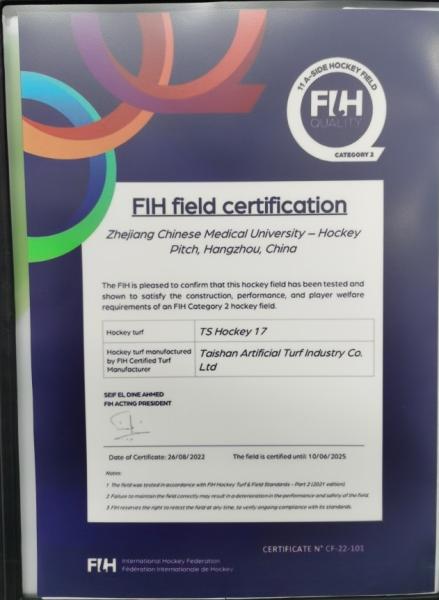 11 A-SIDE HOCKEY FIELD
FIH
QUALITY
CATEGORY 2
FIH field certification
Zhejiang Chinese Medical University – Hockey
Pitch, Hangzhou, China
The FIH is pleased to confirm that this hockey field has been tested and
shown to satisfy the construction, performance, and player welfare
requirements of an FIH Category 2 hockey field.
Hockey turf
TS Hockey 17
Hockey turf manufactured
by FIH Certified Turf
Manufacturer
Taishan Artificial Turf Industry Co.
Ltd
SEIF EL DINE AHMED
FIH ACTING PRESIDENT
Date of Certificate: 26/08/2022
The field is certified until: 10/06/2025
Notes:
1 The field was tested in accordance with FIH Hockey Turf & Field Standards – Part 2 (2021 edition)
2 Failure to maintain the field correctly may result in a deterioration in the performance and safety of the field.
3 FIH reserves the right to retest the field at any time, to verify ongoing compliance with its standards.
CERTIFICATE N° CF-22-101
FIH
International Hockey Federation
Fédération Internationale de Hockey